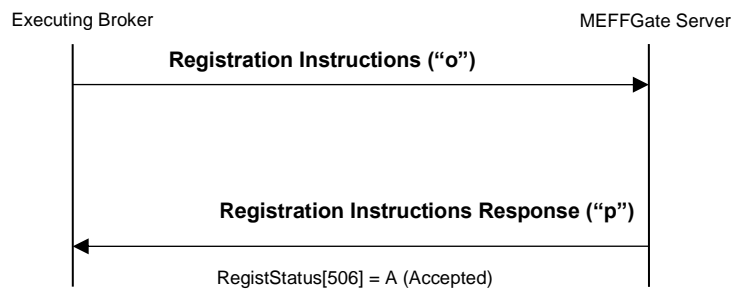 Executing Broker
MEFFGate Server
Registration Instructions (“o”)
Registration Instructions Response (“p”)
RegistStatus[506] = A (Accepted)